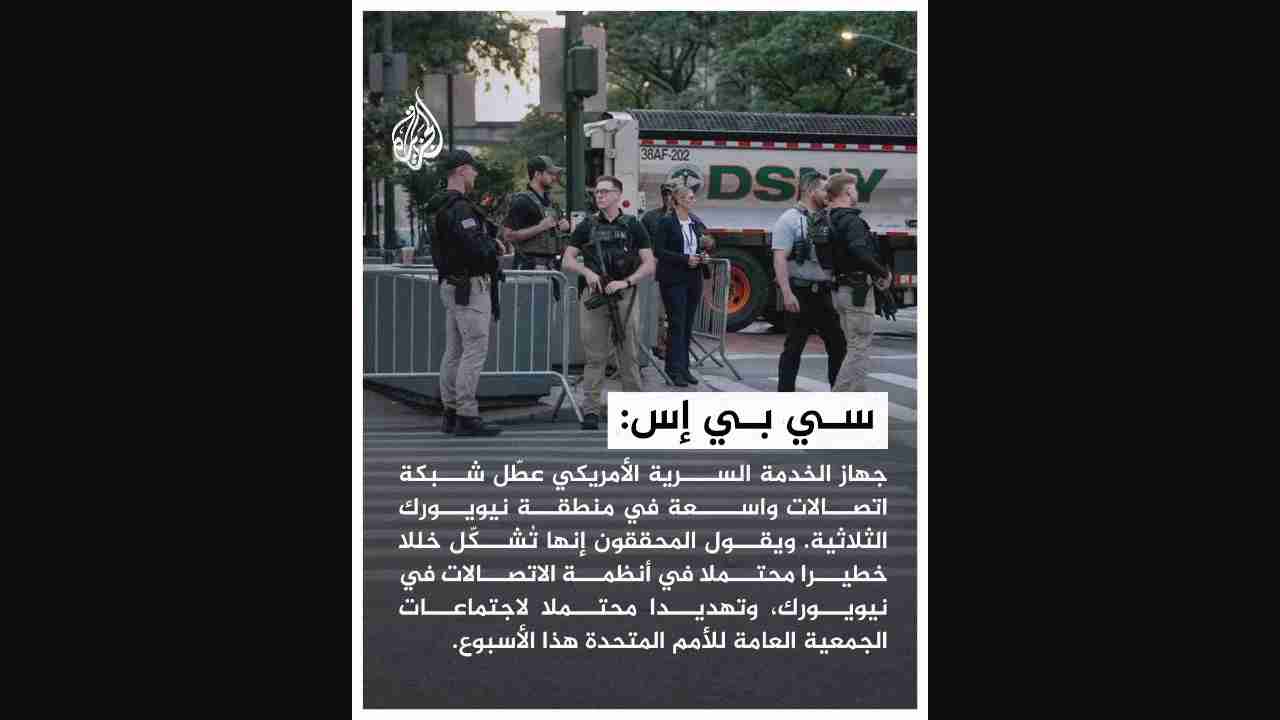 الجزيرة
38AF-202
DSNY
سي بي إس:
جهاز الخدمة السرية الأمريكي عطّل شبكة
اتصالات واسعة في منطقة نيويورك
الثلاثية. ويقول المحققون إنها تُشكّل خللا
خطيرا محتملا في أنظمة الاتصالات في
نيويورك، وتهديدا محتملا لاجتماعات
الجمعية العامة للأمم المتحدة هذا الأسبوع.